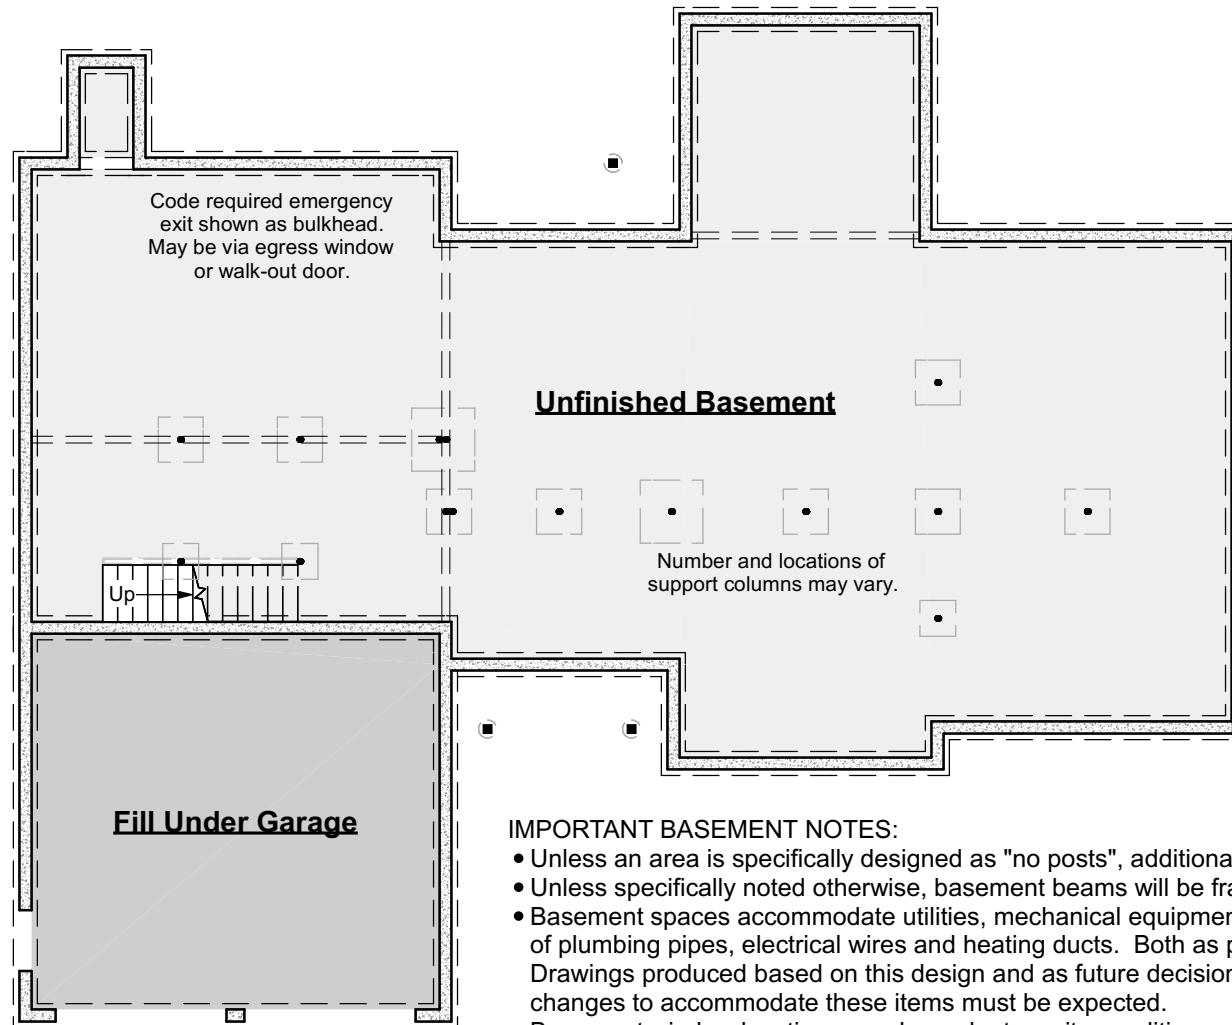 Code required emergency
exit shown as bulkhead.
May be via egress window
or walk-out door.
Unfinished Basement
Number and locations of
support columns may vary.
Up
Fill Under Garage
IMPORTANT BASEMENT NOTES:
• Unless an area is specifically designed as "no posts", additiona
• Unless specifically noted otherwise, basement beams will be fra
• Basement spaces accommodate utilities, mechanical equipmen
of plumbing pipes, electrical wires and heating ducts. Both as p
Drawings produced based on this design and as future decision
changes to accommodate these items must be expected.